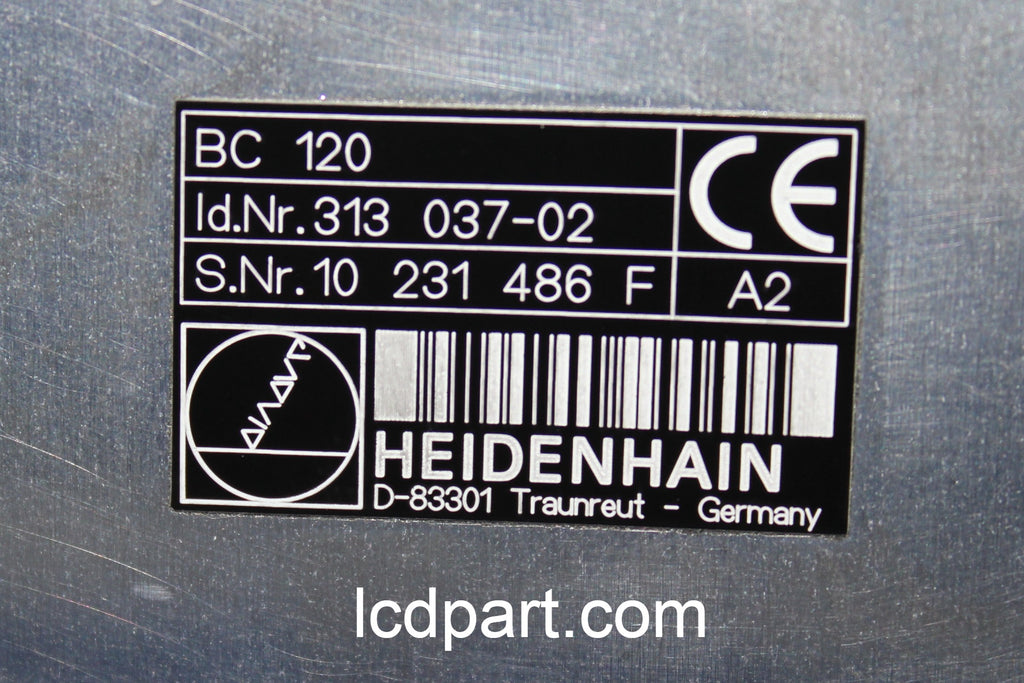 BC 120
Id.Nr.313 037-02
S.Nr.10 231 486 F
CE
A2
HEIDENHAIN
D-83301 Traunreut - Germany
lcdpart.com